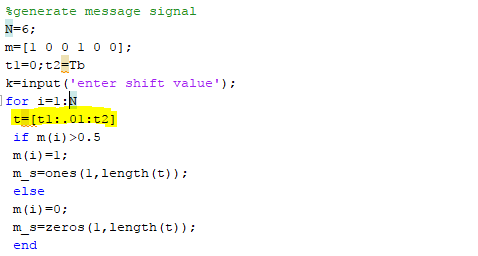 %generate message signal
N=6;
m=[1 0 0 1 0 0];
t1=0;t2=Tb
k=input('enter shift value');
for i=1:N
t=[t1:.01:t2]
if m(i)>0.5
m(i)=1;
m_s=ones(1,length(t));
else
m(i)=0;
m_s=zeros(1,length(t));
end